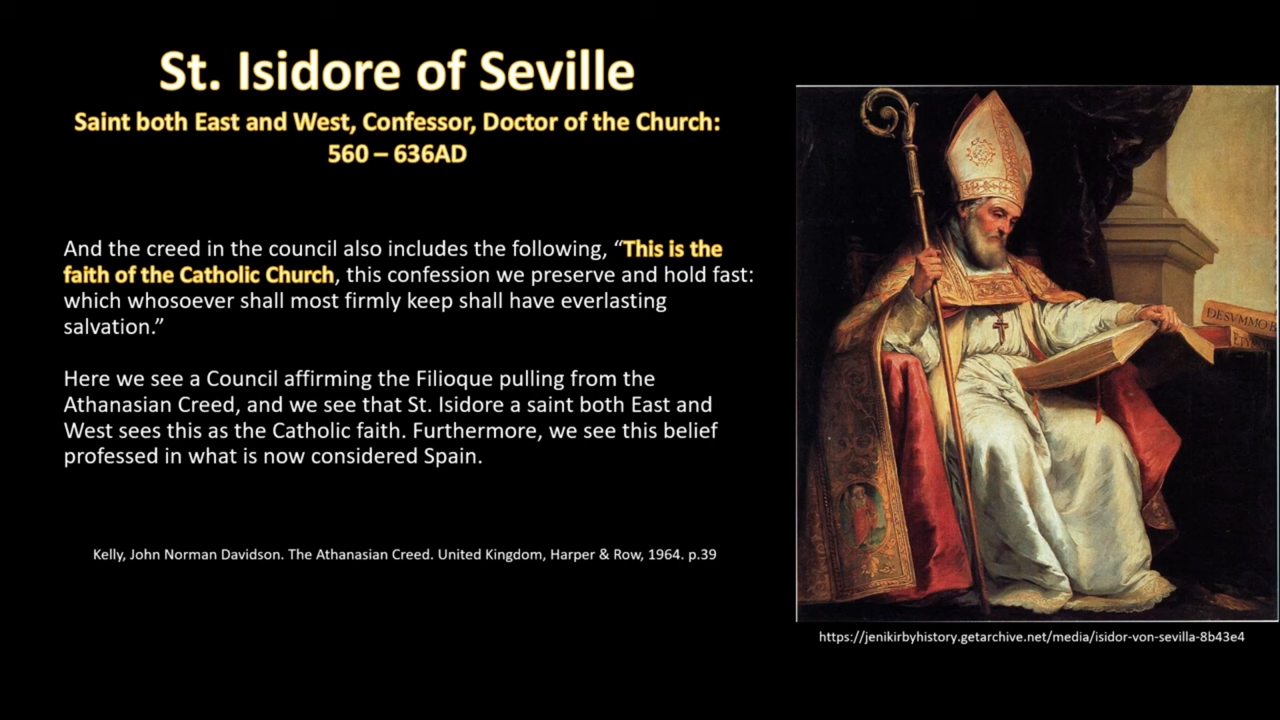 St. Isidore of Seville
Saint both East and West, Confessor, Doctor of the Church:
560 – 636AD
And the creed in the council also includes the following, “This is the
faith of the Catholic Church, this confession we preserve and hold fast:
which whosoever shall most firmly keep shall have everlasting
salvation.”
Here we see a Council affirming the Filioque pulling from the
Athanasian Creed, and we see that St. Isidore a saint both East and
West sees this as the Catholic faith. Furthermore, we see this belief
professed in what is now considered Spain.
Kelly, John Norman Davidson. The Athanasian Creed. United Kingdom, Harper & Row, 1964. p.39
DESVMMO
https://jenikirbyhistory.getarchive.net/media/isidor-von-sevilla-8b43e4